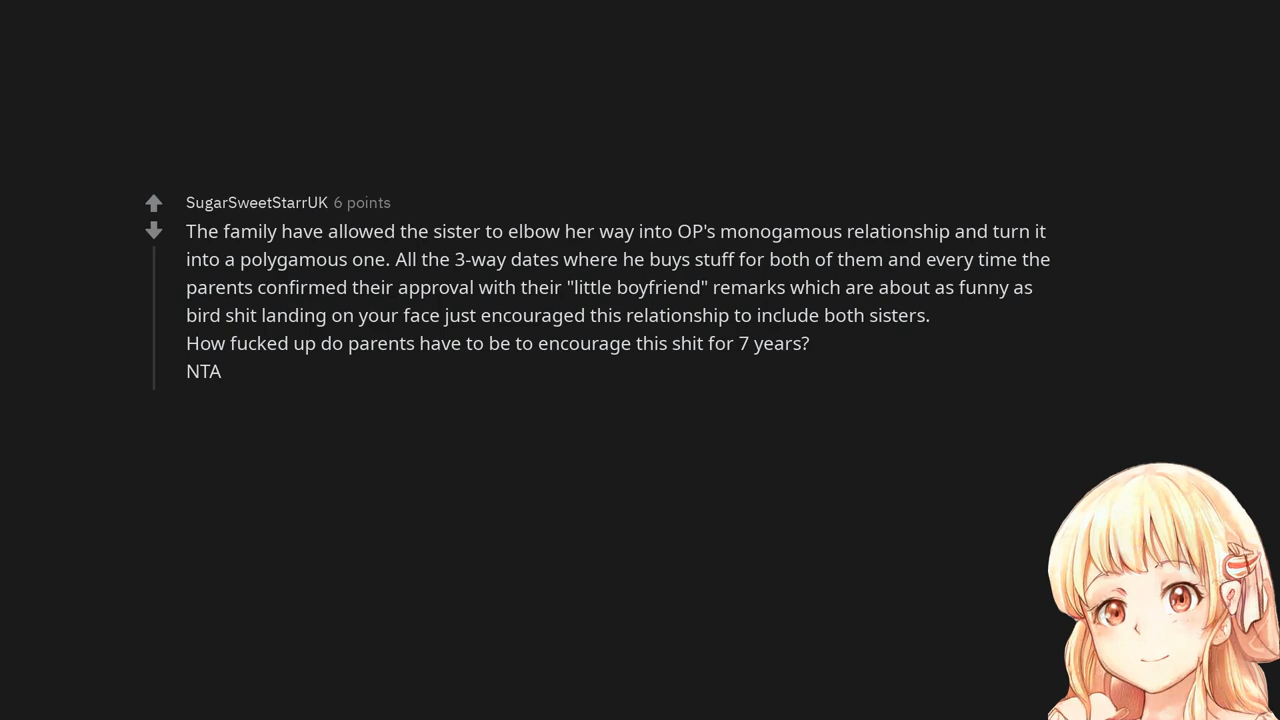 SugarSweetStarrUK 6 points
The family have allowed the sister to elbow her way into OP's monogamous relationship and turn it
into a polygamous one. All the 3-way dates where he buys stuff for both of them and every time the
parents confirmed their approval with their "little boyfriend" remarks which are about as funny as
bird shit landing on your face just encouraged this relationship to include both sisters.
How fucked up do parents have to be to encourage this shit for 7 years?
NTA